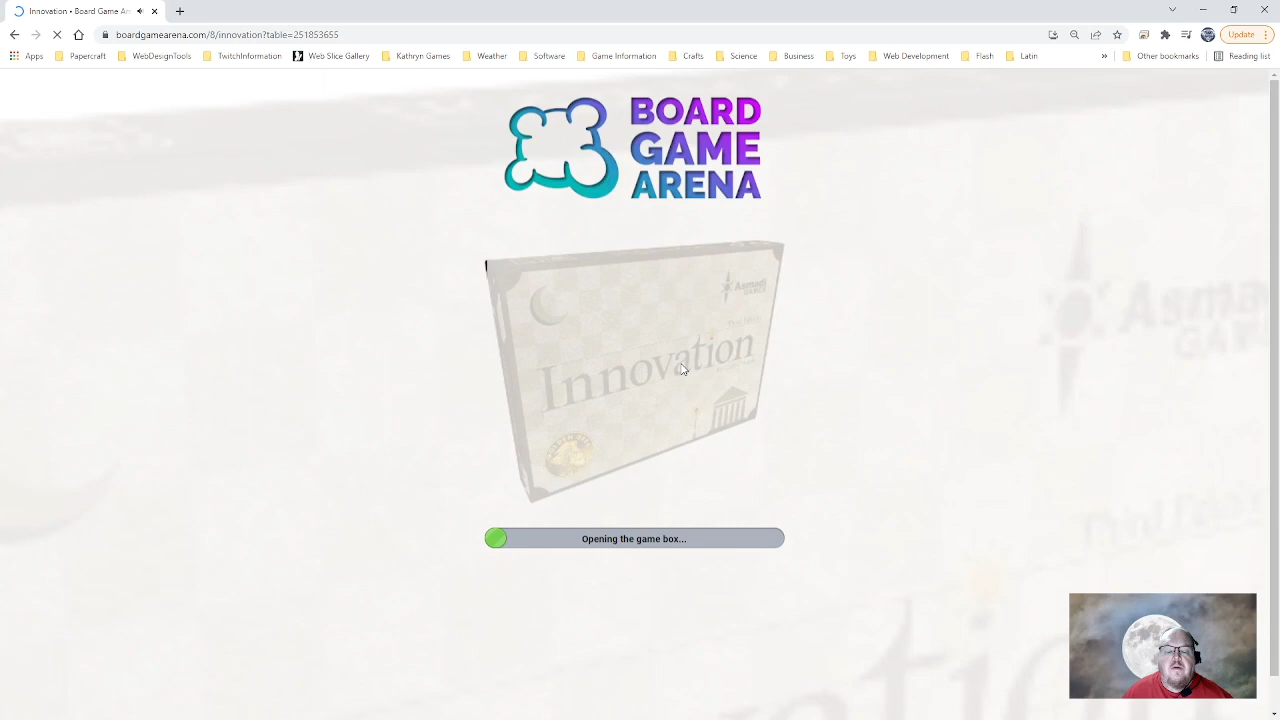 Innovation • Board Game Ar
boardgamearena.com/8/innovation?table=251853655
Update
Apps Papercraft WebDesignTools TwitchInformation Web Slice Gallery Kathryn Games Weather Software Game Information Crafts Science Business Toys Web Development Flash Latin » Other bookmarks Reading list
BOARD
GAME
ARENA
Asmadi
GAMES
Innovation
Opening the game box...